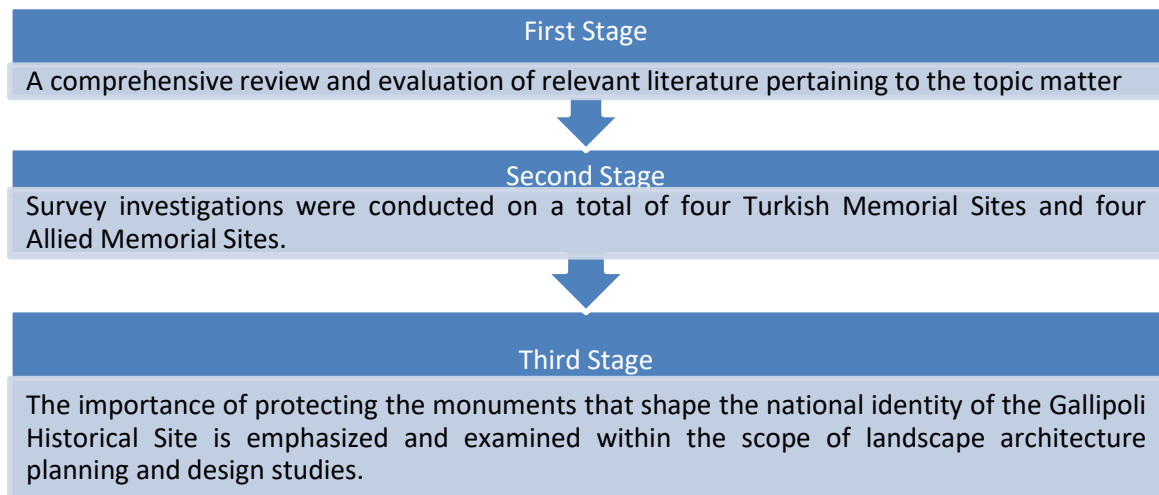 First Stage
A comprehensive review and evaluation of relevant literature pertaining to the topic matter
Second Stage
Survey investigations were conducted on a total of four Turkish Memorial Sites and four
Allied Memorial Sites.
Third Stage
The importance of protecting the monuments that shape the national identity of the Gallipoli
Historical Site is emphasized and examined within the scope of landscape architecture
planning and design studies.